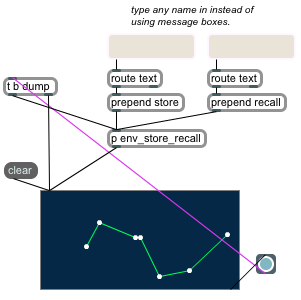 type any name in instead of
using message boxes.
route text
route text
t b dump
prepend store
prepend recall
p env_store_recall
clear